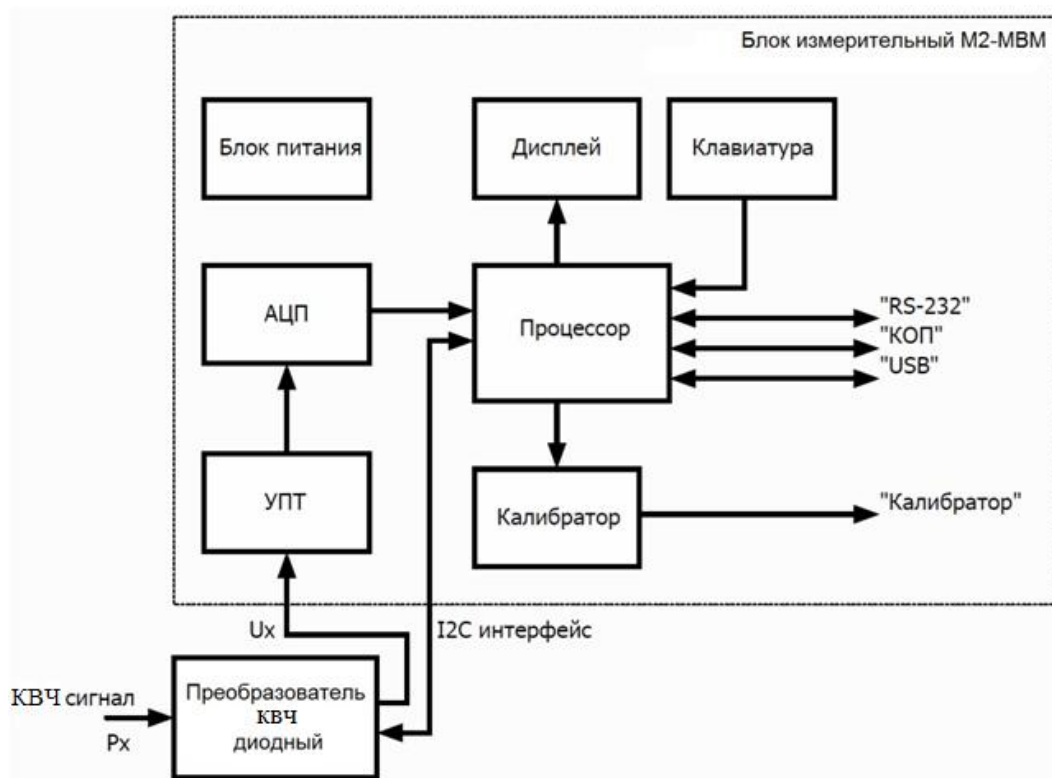 Блок измерительный М2-МВМ
Блок питания
Дисплей
Клавиатура
АЦП
Процессор
"RS-232"
"КОП"
"USB"
УПТ
Калибратор
"Калибратор"
Ux
I2C интерфейс
КВЧ сигнал
Px
Преобразователь
КВЧ
диодный